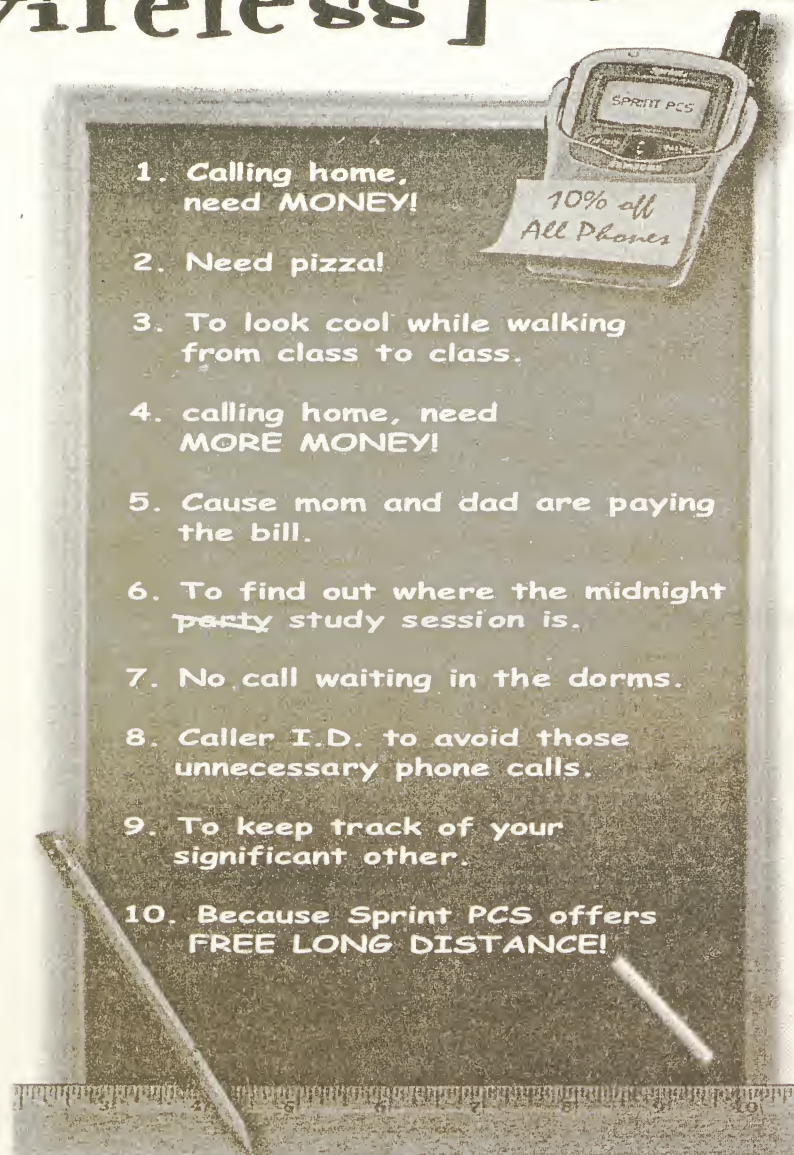 SPRINT PCS
10% off
All Phones
1. Calling home,
need MONEY!
2. Need pizza!
3. To look cool while walking
from class to class.
4. calling home, need
MORE MONEY!
5. Cause mom and dad are paying
the bill.
6. To find out where the midnight
party study session is.
7. No call waiting in the dorms.
8. Caller I.D. to avoid those
unnecessary phone calls.
9. To keep track of your
significant other.
10. Because Sprint PCS offers
FREE LONG DISTANCE!